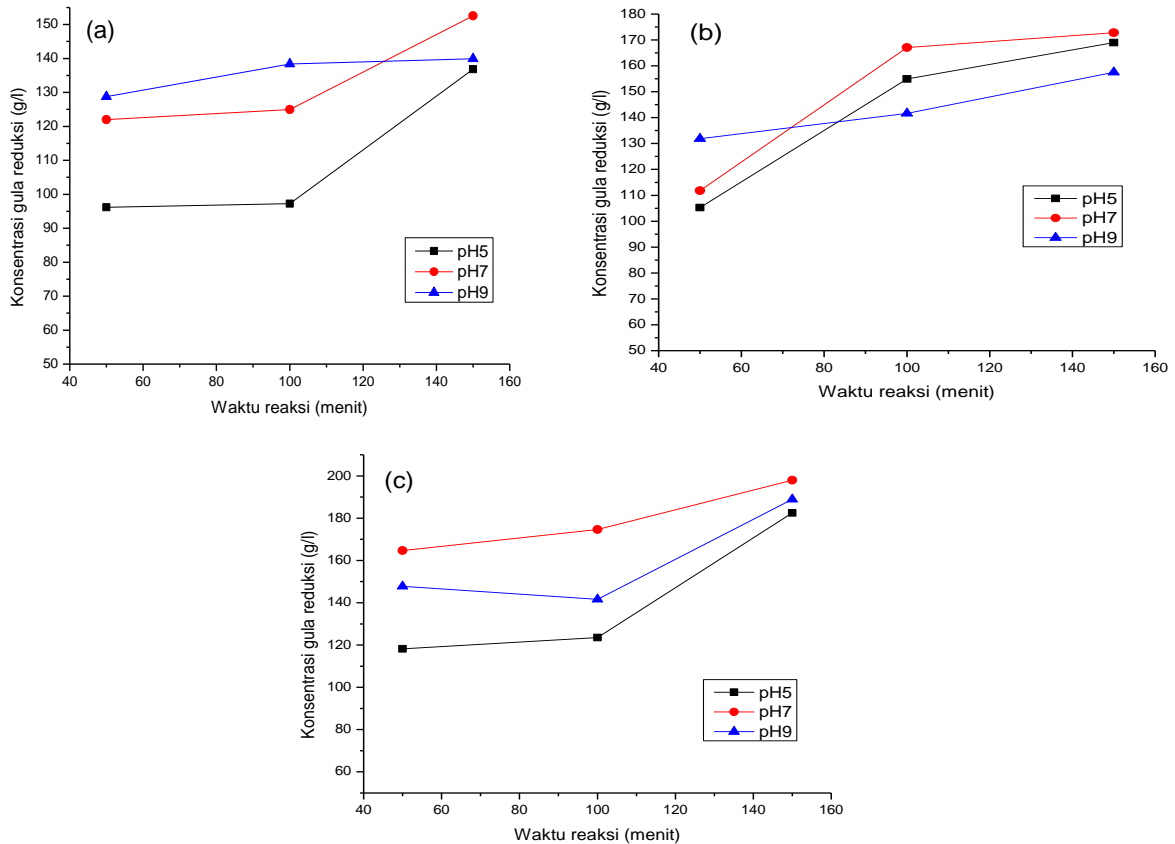 (a)
Konsentrasi gula reduksi (g/l)
150
140
130
120
110
100
90
80
70
60
50
40 60 80 100 120 140 160
Waktu reaksi (menit)
pH5
pH7
pH9
(b)
Konsentrasi gula reduksi (g/l)
180
170
160
150
140
130
120
110
100
90
80
70
60
50
40 60 80 100 120 140 160
Waktu reaksi (menit)
pH5
pH7
pH9
(c)
Konsentrasi gula reduksi (g/l)
200
180
160
140
120
100
80
60
40 60 80 100 120 140 160
Waktu reaksi (menit)
pH5
pH7
pH9